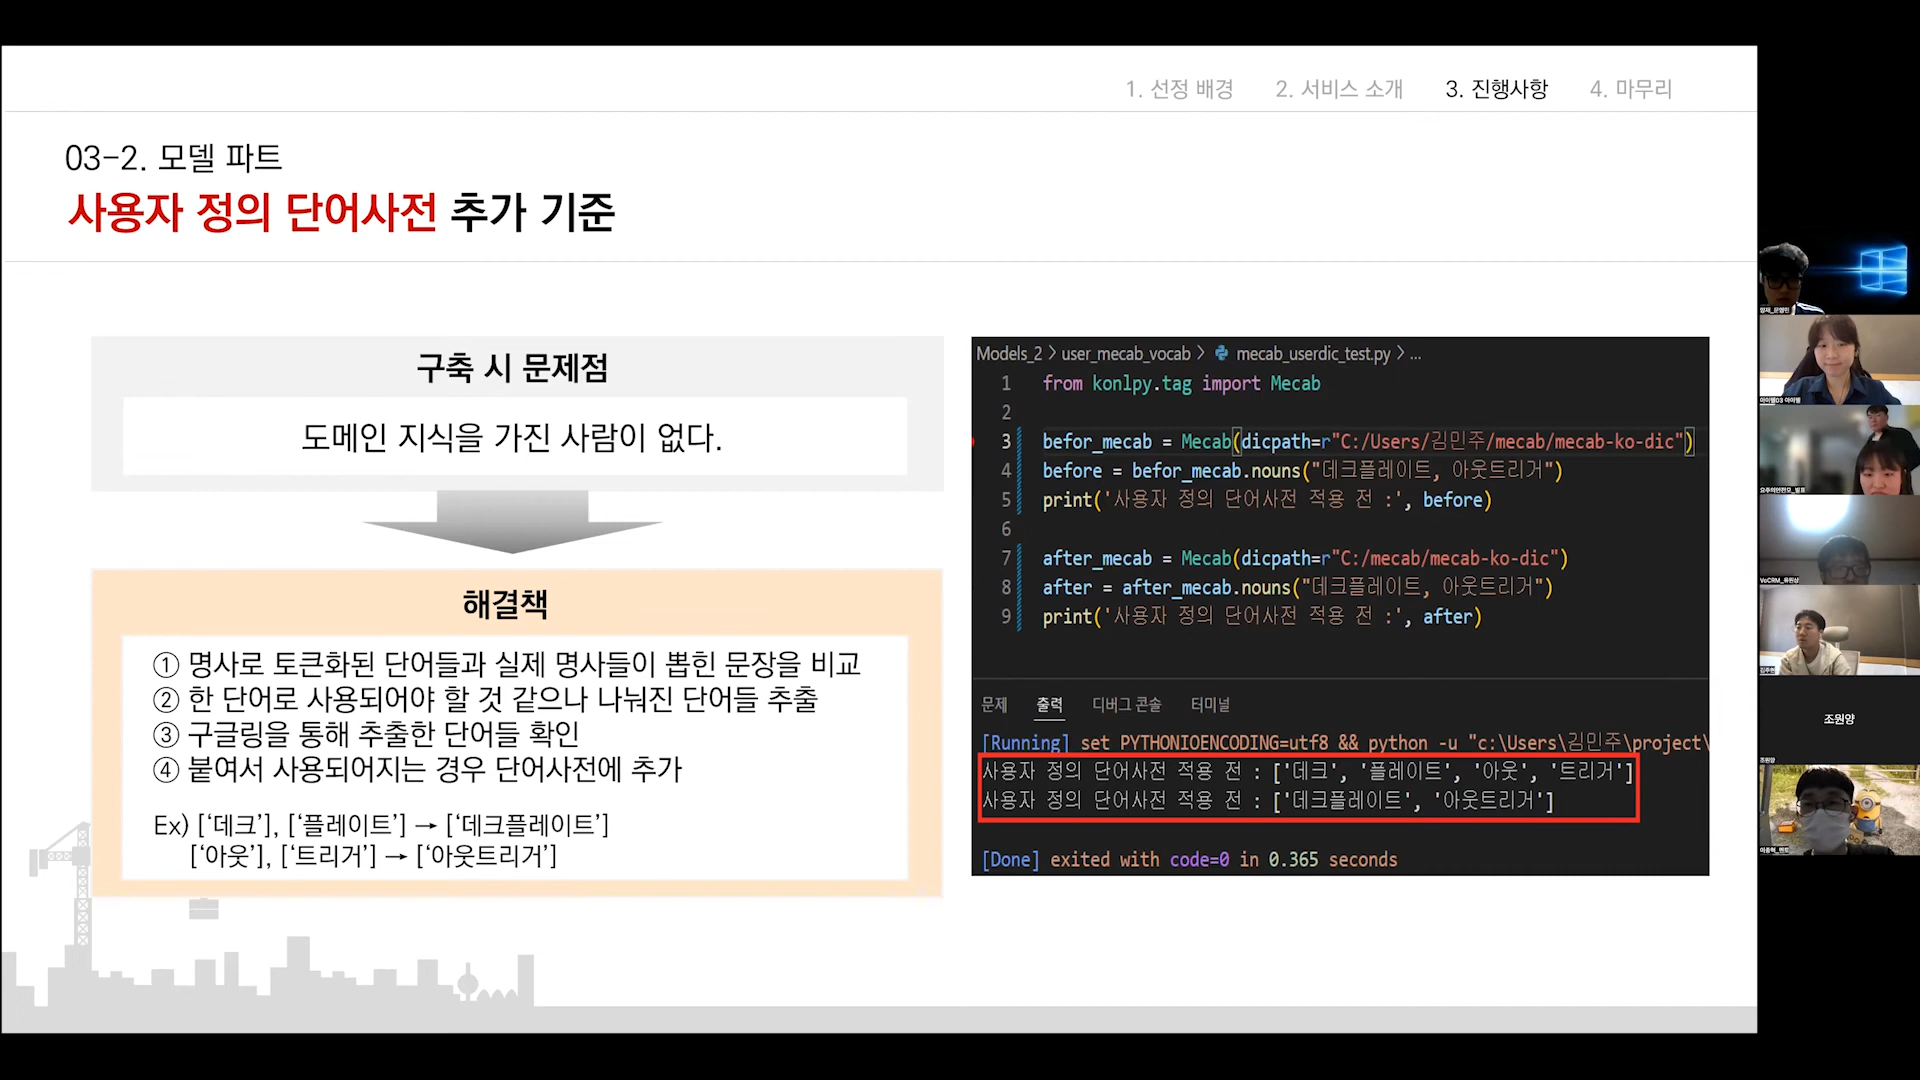 1. 선정 배경
2. 서비스 소개
3. 진행사항
4. 마무리
03-2. 모델 파트
사용자 정의 단어사전 추가 기준
구축 시 문제점
도메인 지식을 가진 사람이 없다.
해결책
① 명사로 토큰화된 단어들과 실제 명사들이 뽑힌 문장을 비교
② 한 단어로 사용되어야 할 것 같으나 나눠진 단어들 추출
③ 구글링을 통해 추출한 단어들 확인
④ 붙여서 사용되어지는 경우 단어사전에 추가
Ex) [‘데크’], [‘플레이트’] → [‘데크플레이트’]
[‘아웃’], [‘트리거’] → [‘아웃트리거’]
Models_2 > user_mecab_vocab > mecab_userdic_test.py > ...
1 from konlpy.tag import Mecab
2
3 befor_mecab = Mecab(dicpath=r"C:/Users/김민주/mecab/mecab-ko-dic")
4 before = befor_mecab.nouns("데크플레이트, 아웃트리거")
5 print('사용자 정의 단어사전 적용 전 :', before)
6
7 after_mecab = Mecab(dicpath=r"C:/mecab/mecab-ko-dic")
8 after = after_mecab.nouns("데크플레이트, 아웃트리거")
9 print('사용자 정의 단어사전 적용 전 :', after)
문제 출력 디버그 콘솔 터미널
[Running] set PYTHONIOENCODING=utf8 && python -u "c:\Users\김민주\project\
사용자 정의 단어사전 적용 전 : ['데크', '플레이트', '아웃', '트리거']
사용자 정의 단어사전 적용 전 : ['데크플레이트', '아웃트리거']
[Done] exited with code=0 in 0.365 seconds
조원양
조원양